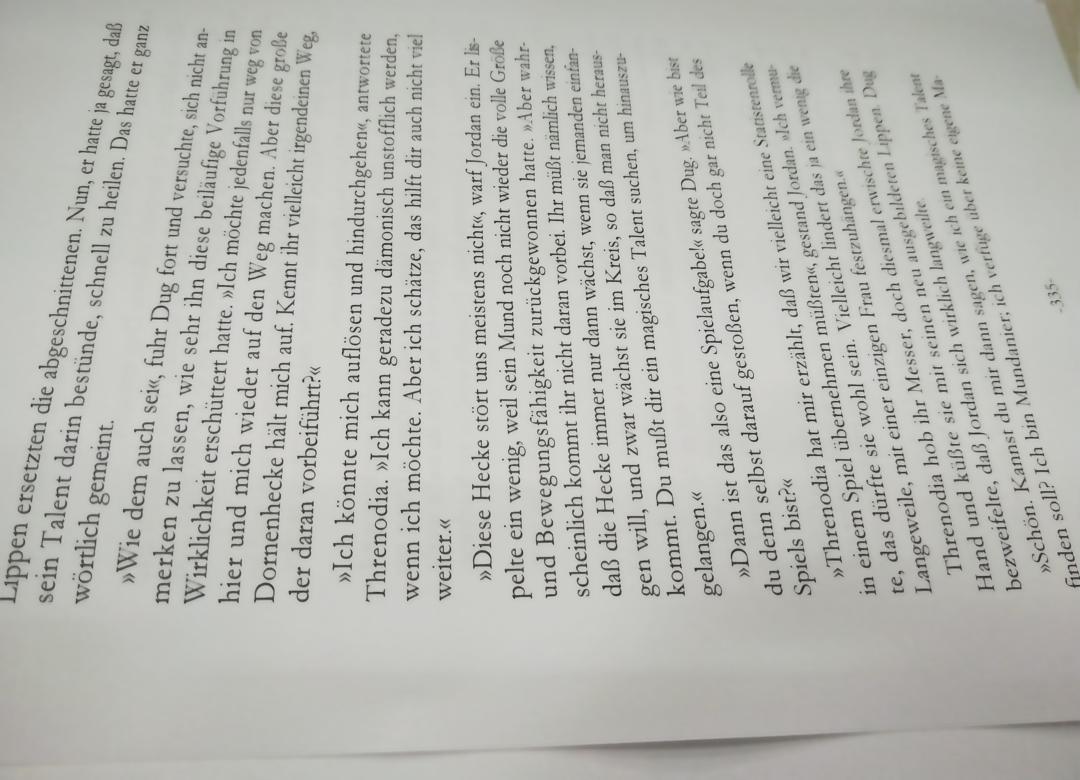 Lippen ersetzten die abgeschnittenen. Nun, er hatte ja gesagt, daß
sein Talent darin bestünde, schnell zu heilen. Das hatte er ganz
wörtlich gemeint.
»Wie dem auch sei«, fuhr Dug fort und versuchte, sich nicht an-
merken zu lassen, wie sehr ihn diese beiläufige Vorführung in
Wirklichkeit erschüttert hatte. »Ich möchte jedenfalls nur weg von
hier und mich wieder auf den Weg machen. Aber diese große
Dornenhecke hält mich auf. Kennt ihr vielleicht irgendeinen Weg,
der daran vorbeiführt?«
»Ich könnte mich auflösen und hindurchgehen«, antwortete
Threnodia. »Ich kann geradezu dämonisch unstofflich werden,
wenn ich möchte. Aber ich schätze, das hilft dir auch nicht viel
weiter.«
»Diese Hecke stört uns meistens nicht«, warf Jordan ein. Er lis-
pelte ein wenig, weil sein Mund noch nicht wieder die volle Größe
und Bewegungsfähigkeit zurückgewonnen hatte. »Aber wahr-
scheinlich kommt ihr nicht daran vorbei. Ihr müßt nämlich wissen,
daß die Hecke immer nur dann wächst, wenn sie jemanden einfan-
gen will, und zwar wächst sie im Kreis, so daß man nicht heraus-
kommt. Du mußt dir ein magisches Talent suchen, um hinauszu-
gelangen.«
»Dann ist das also eine Spielaufgabe!« sagte Dug. »Aber wie bist
du denn selbst darauf gestoßen, wenn du doch gar nicht Teil des
Spiels bist?«
»Threnodia hat mir erzählt, daß wir vielleicht eine Statistenrolle
in einem Spiel übernehmen müßten«, gestand Jordan. »Ich vermu-
te, das dürfte sie wohl sein. Vielleicht lindert das ja ein wenig die
Langeweile, mit einer einzigen Frau festzuhängen.«
Threnodia hob ihr Messer, doch diesmal erwischte Jordan ihre
Hand und küßte sie mit seinen neu ausgebildeten Lippen. Dug
bezweifelte, daß Jordan sich wirklich langweilte.
»Schön. Kannst du mir dann sagen, wie ich ein magisches Talent
finden soll? Ich bin Mundanier; ich verfüge über keine eigene Ma-
-335-